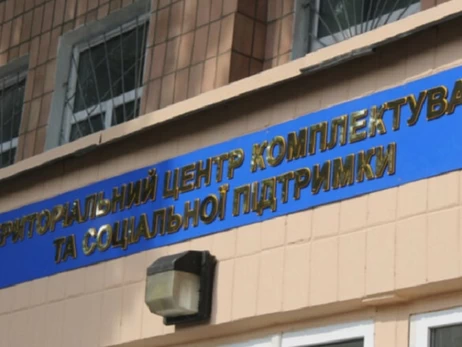 РИТОРІАЛЬНИЙ ЦЕНТР КОМПЛЕКТУВА
ТА СОЦІАЛЬНОЇ ПІДТРИМКИ